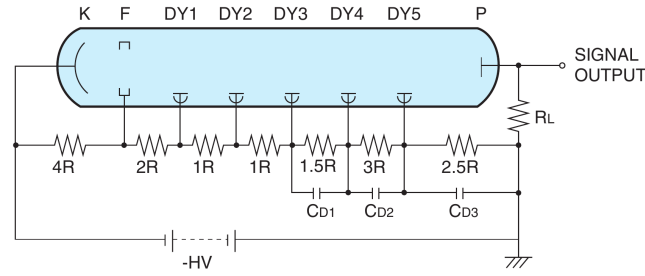 K F DY1 DY2 DY3 DY4 DY5 P
SIGNAL
OUTPUT
RL
4R 2R 1R 1R 1.5R 3R 2.5R
CD1 CD2 CD3
-HV